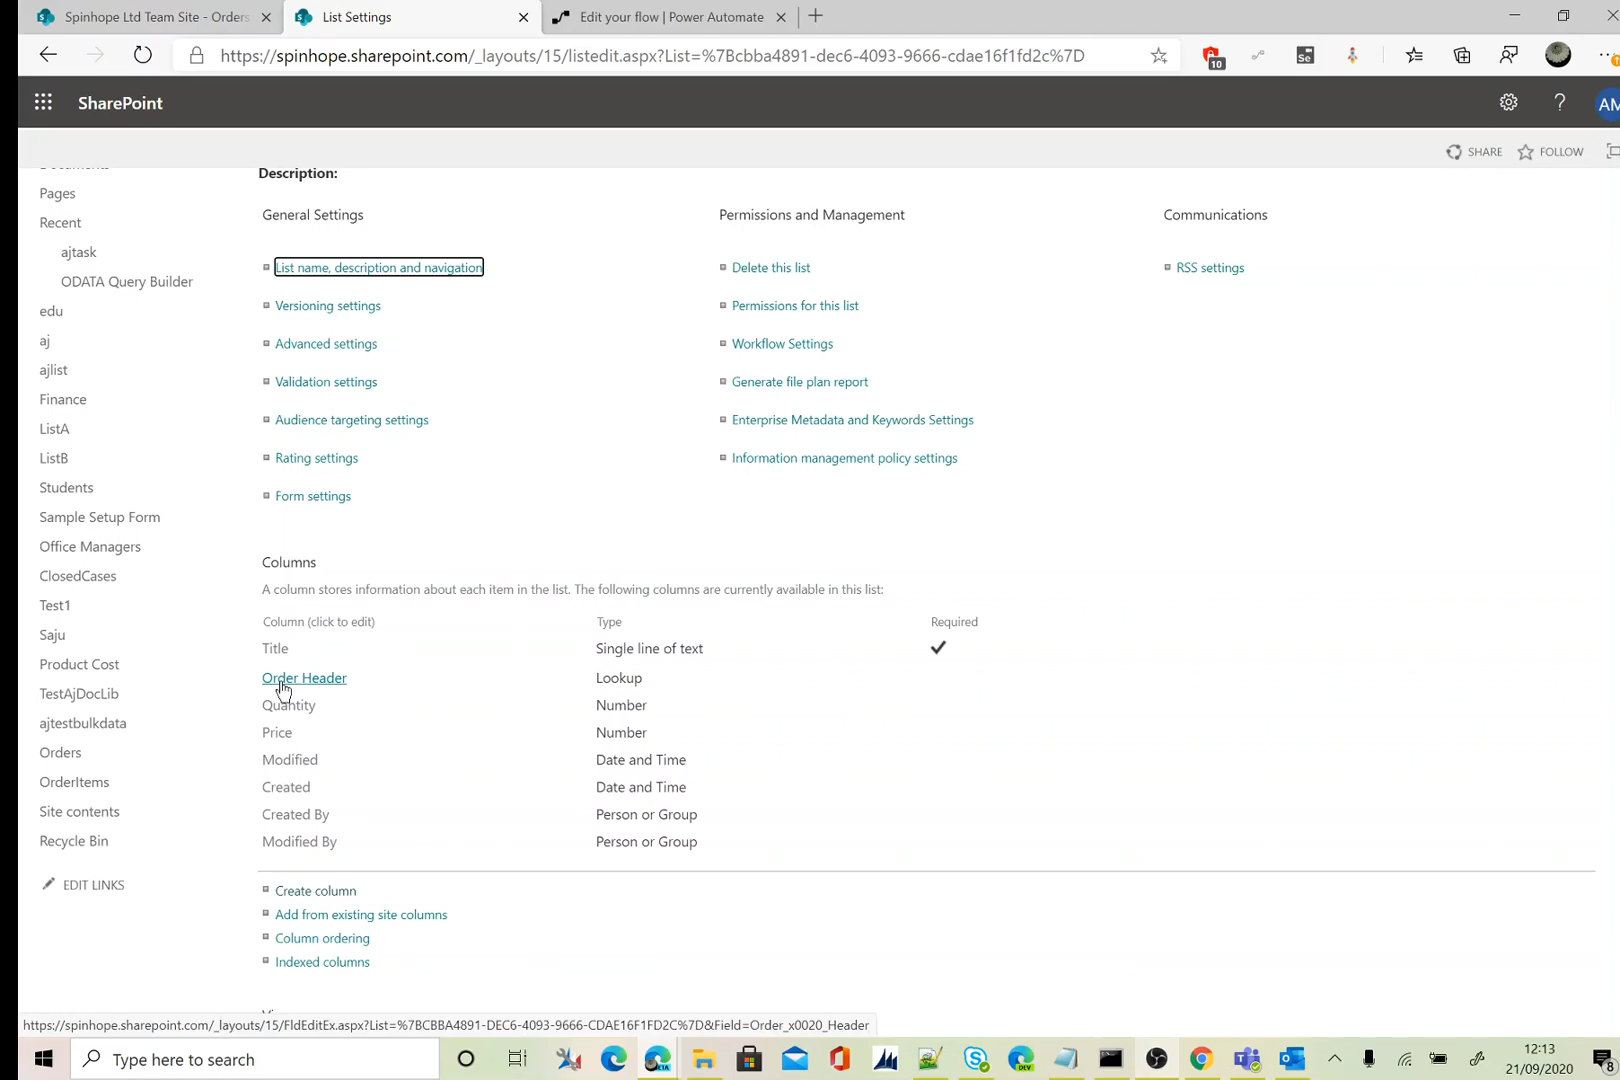 Spinhope Ltd Team Site - Orders
List Settings
Edit your flow | Power Automate
https://spinhope.sharepoint.com/_layouts/15/listedit.aspx?List=%7Bcbba4891-dec6-4093-9666-cdae16f1fd2c%7D
10
Se
SharePoint
?
AM
SHARE
FOLLOW
Pages
Recent
ajtask
ODATA Query Builder
edu
aj
ajlist
Finance
ListA
ListB
Students
Sample Setup Form
Office Managers
ClosedCases
Test1
Saju
Product Cost
TestAjDocLib
ajtestbulkdata
Orders
OrderItems
Site contents
Recycle Bin
EDIT LINKS
Description:
General Settings
Permissions and Management
Communications
List name, description and navigation
Delete this list
RSS settings
Versioning settings
Permissions for this list
Advanced settings
Workflow Settings
Validation settings
Generate file plan report
Audience targeting settings
Enterprise Metadata and Keywords Settings
Rating settings
Information management policy settings
Form settings
Columns
A column stores information about each item in the list. The following columns are currently available in this list:
Column (click to edit) Type Required
Title Single line of text
Order Header Lookup
Quantity Number
Price Number
Modified Date and Time
Created Date and Time
Created By Person or Group
Modified By Person or Group
Create column
Add from existing site columns
Column ordering
Indexed columns
https://spinhope.sharepoint.com/_layouts/15/FldEditEx.aspx?List=%7BCBBA4891-DEC6-4093-9666-CDAE16F1FD2C%7D&Field=Order_x0020_Header
Type here to search
BETA
DEV
12:13
21/09/2020
8